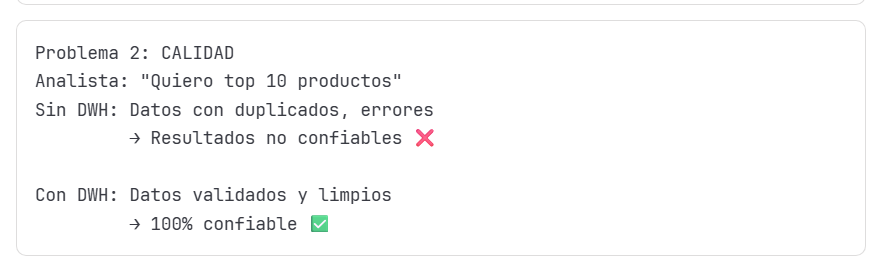 Problema 2: CALIDAD
Analista: "Quiero top 10 productos"
Sin DWH: Datos con duplicados, errores
→ Resultados no confiables ❌
Con DWH: Datos validados y limpios
→ 100% confiable ✅